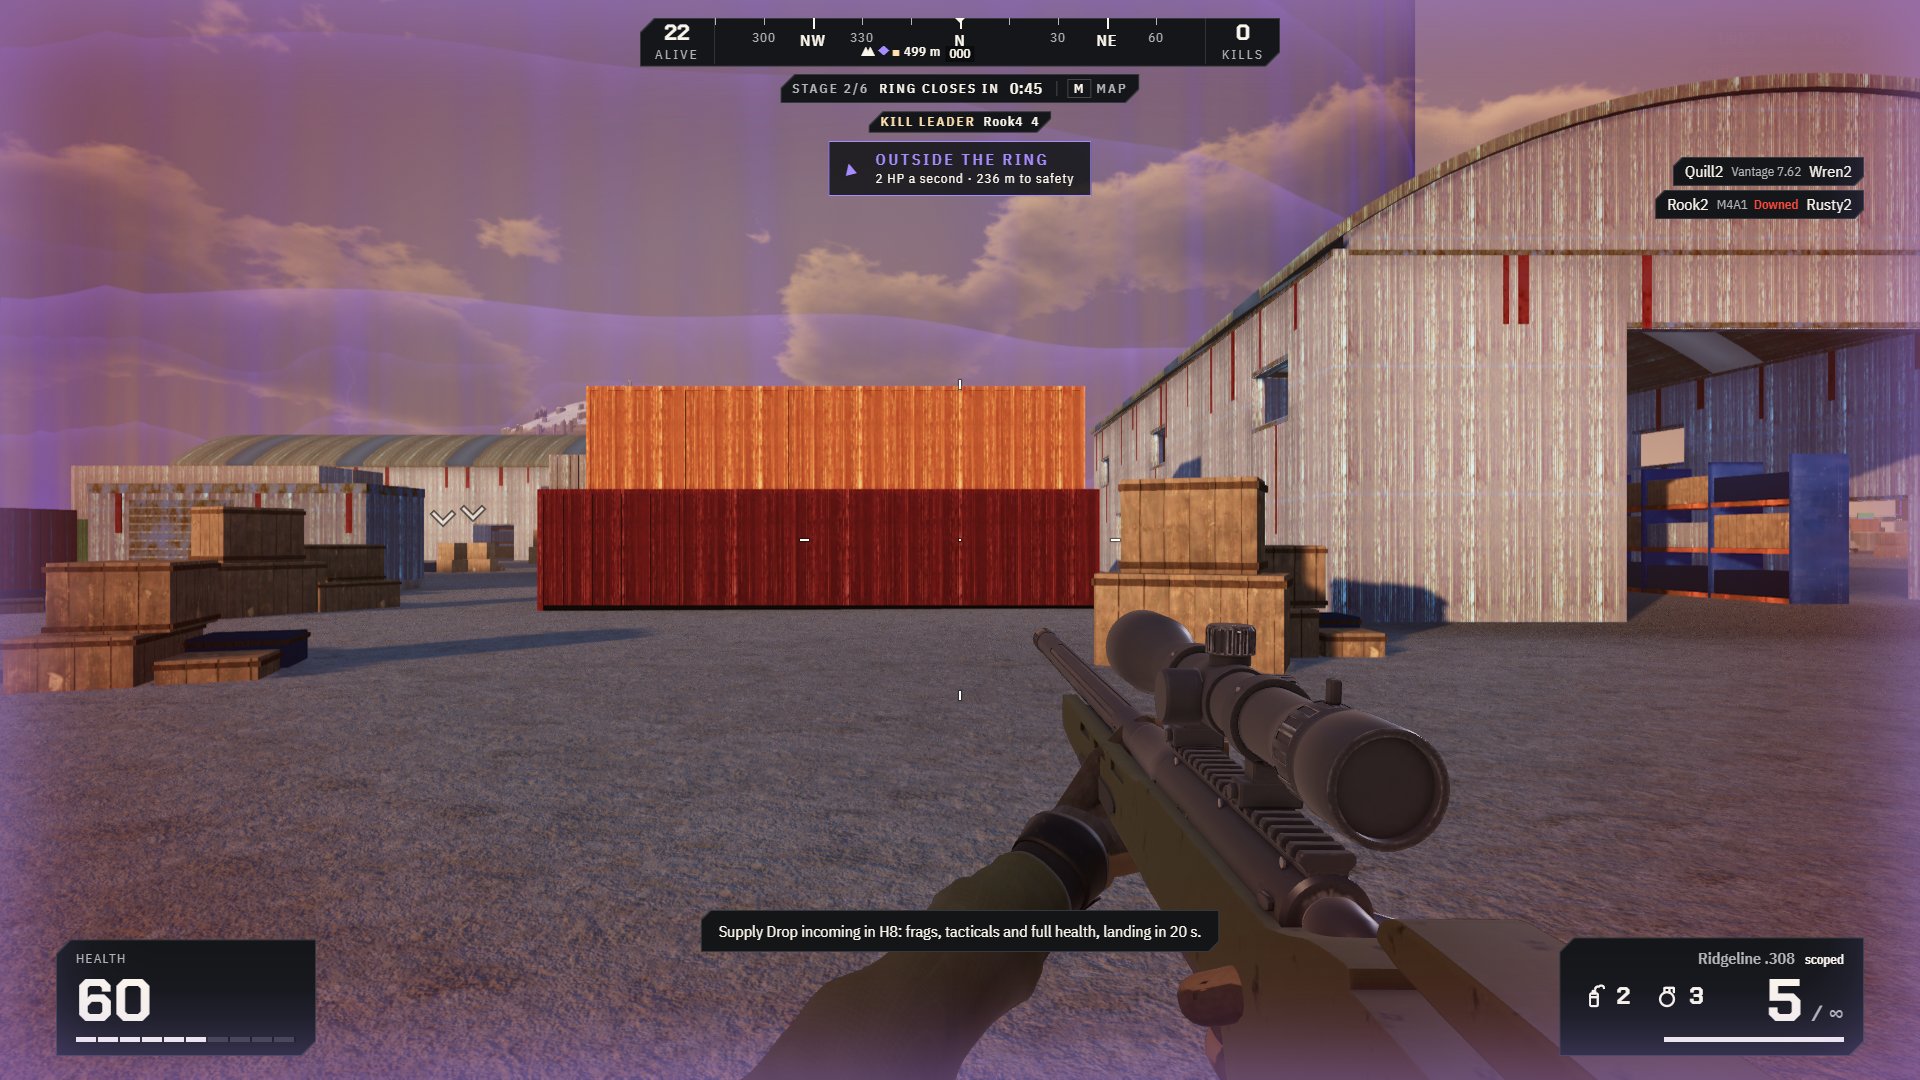 22
ALIVE
300 NW 330 N 30 NE 60
499 m 000
0
KILLS
STAGE 2/6 RING CLOSES IN 0:45 M MAP
KILL LEADER Rook4 4
OUTSIDE THE RING
2 HP a second · 236 m to safety
Quill2 Vantage 7.62 Wren2
Rook2 M4A1 Downed Rusty2
Supply Drop incoming in H8: frags, tacticals and full health, landing in 20 s.
HEALTH
60
Ridgeline .308 scoped
2 3 5 / ∞